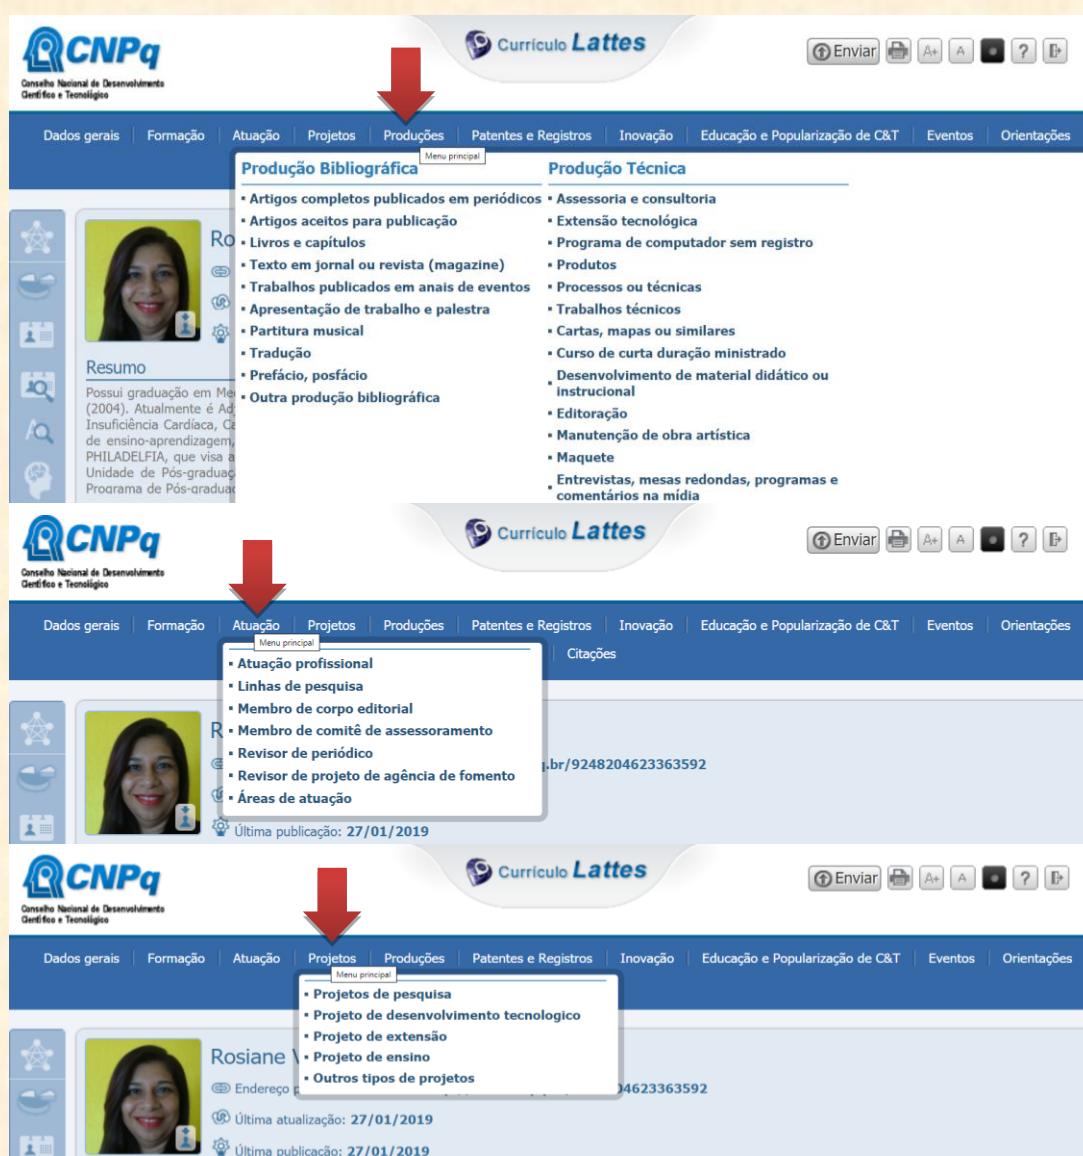 CNPq
Conselho Nacional de Desenvolvimento
Científico e Tecnológico
Currículo Lattes
Enviar A+ A ?
Dados gerais Formação Atuação Projetos Produções Patentes e Registros Inovação Educação e Popularização de C&T Eventos Orientações
Menu principal
Produção Bibliográfica
Artigos completos publicados em periódicos
Artigos aceitos para publicação
Livros e capítulos
Texto em jornal ou revista (magazine)
Trabalhos publicados em anais de eventos
Apresentação de trabalho e palestra
Partitura musical
Tradução
Prefácio, posfácio
Outra produção bibliográfica
Produção Técnica
Assessoria e consultoria
Extensão tecnológica
Programa de computador sem registro
Produtos
Processos ou técnicas
Trabalhos técnicos
Cartas, mapas ou similares
Curso de curta duração ministrado
Desenvolvimento de material didático ou
instrucional
Editoração
Manutenção de obra artística
Maquete
Entrevistas, mesas redondas, programas e
comentários na mídia
Ro
Resumo
Possui graduação em Me
(2004). Atualmente é Adj
Insuficiência Cardíaca, Ca
de ensino-aprendizagem,
PHILADELFIA, que visa a
Unidade de Pós-graduaç
Programa de Pós-graduac
CNPq
Conselho Nacional de Desenvolvimento
Científico e Tecnológico
Currículo Lattes
Enviar A+ A ?
Dados gerais Formação Atuação Projetos Produções Patentes e Registros Inovação Educação e Popularização de C&T Eventos Orientações
Menu principal
Citações
Atuação profissional
Linhas de pesquisa
Membro de corpo editorial
Membro de comitê de assessoramento
Revisor de periódico
Revisor de projeto de agência de fomento
Áreas de atuação
R
.br/9248204623363592
Última publicação: 27/01/2019
CNPq
Conselho Nacional de Desenvolvimento
Científico e Tecnológico
Currículo Lattes
Enviar A+ A ?
Dados gerais Formação Atuação Projetos Produções Patentes e Registros Inovação Educação e Popularização de C&T Eventos Orientações
Menu principal
Projetos de pesquisa
Projeto de desenvolvimento tecnologico
Projeto de extensão
Projeto de ensino
Outros tipos de projetos
Rosiane
Endereço 04623363592
Última atualização: 27/01/2019
Última publicação: 27/01/2019